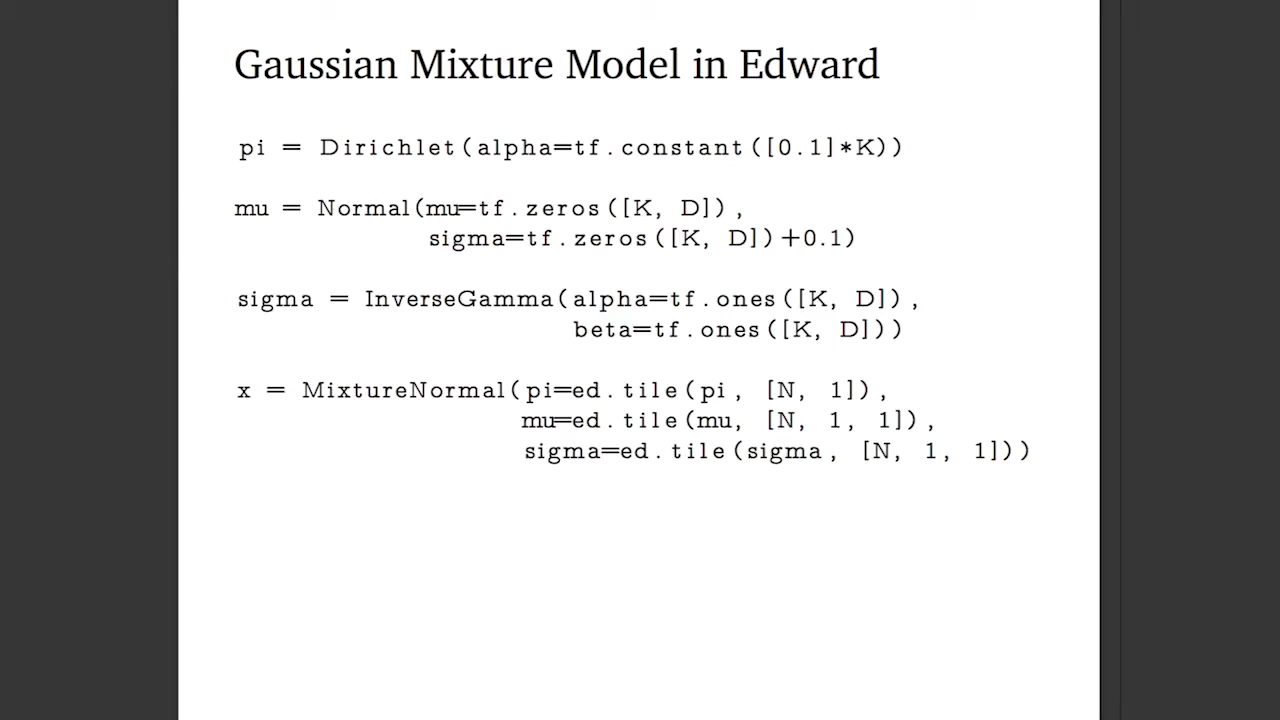 Gaussian Mixture Model in Edward
pi = Dirichlet(alpha=tf.constant([0.1]*K))
mu = Normal(mu=tf.zeros([K, D]),
sigma=tf.zeros([K, D])+0.1)
sigma = InverseGamma(alpha=tf.ones([K, D]),
beta=tf.ones([K, D]))
x = MixtureNormal(pi=ed.tile(pi, [N, 1]),
mu=ed.tile(mu, [N, 1, 1]),
sigma=ed.tile(sigma, [N, 1, 1]))